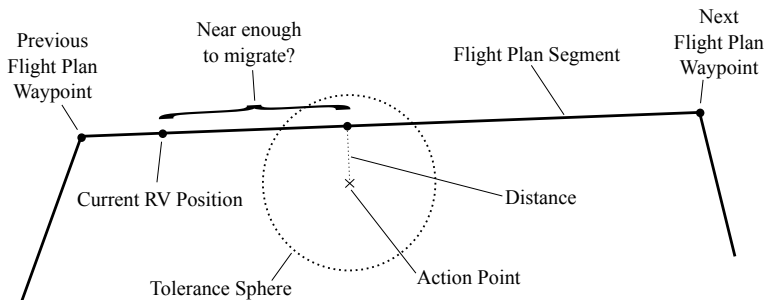 Previous
Flight Plan
Waypoint
Near enough
to migrate?
Flight Plan Segment
Next
Flight Plan
Waypoint
Current RV Position
Distance
Tolerance Sphere
Action Point